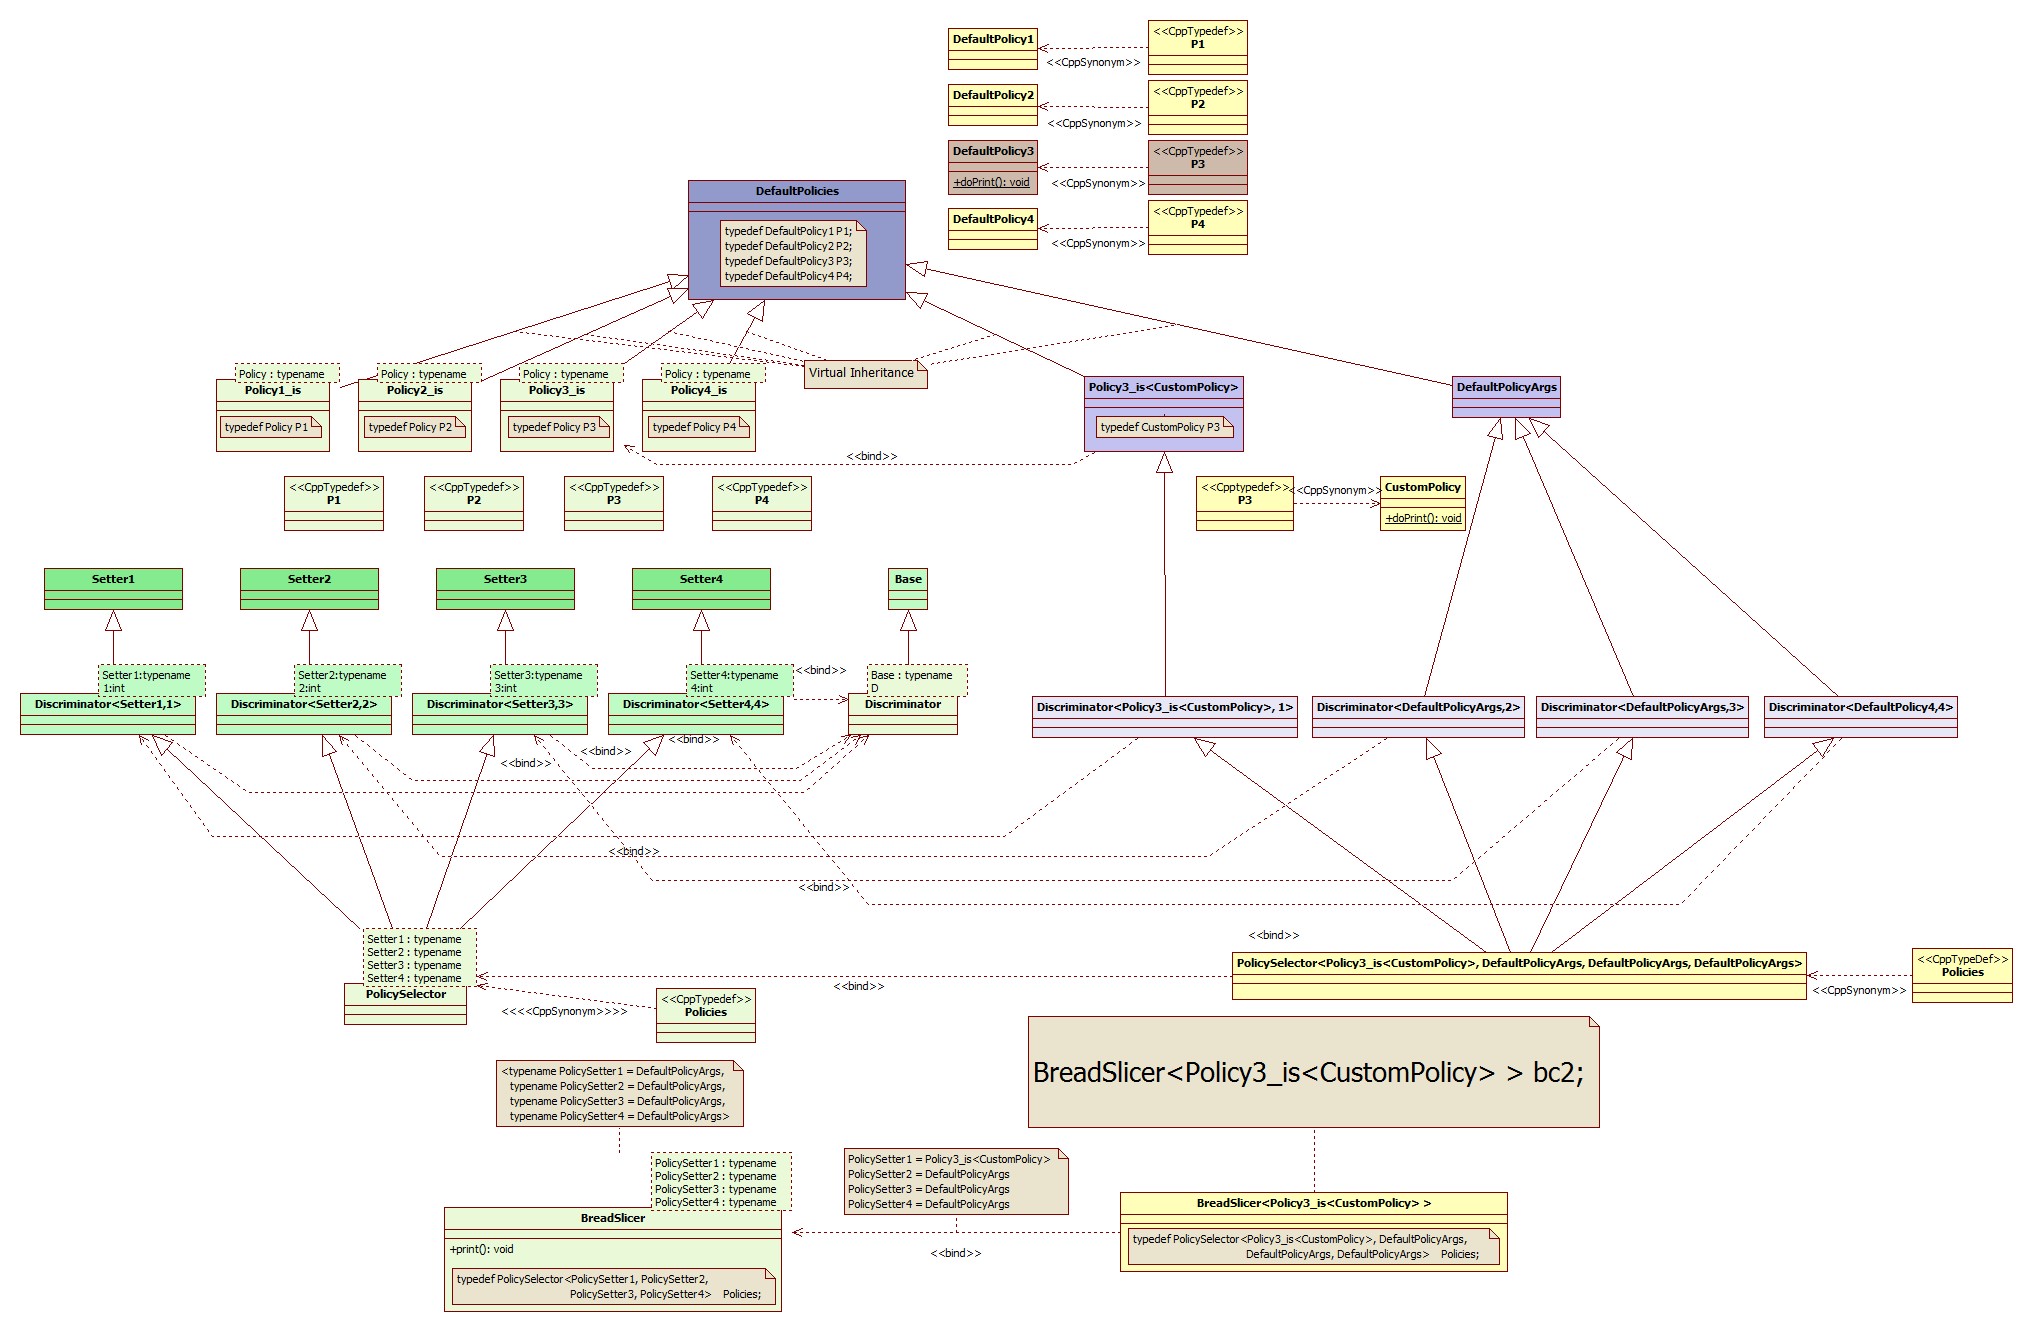 DefaultPolicy1
<<CppTypedef>>
P1
<<CppSynonym>>
DefaultPolicy2
<<CppTypedef>>
P2
<<CppSynonym>>
DefaultPolicy3
+doPrint(): void
<<CppTypedef>>
P3
<<CppSynonym>>
DefaultPolicy4
<<CppTypedef>>
P4
<<CppSynonym>>
DefaultPolicies
typedef DefaultPolicy1 P1;
typedef DefaultPolicy2 P2;
typedef DefaultPolicy3 P3;
typedef DefaultPolicy4 P4;
Policy : typename
Policy1_is
typedef Policy P1
Policy : typename
Policy2_is
typedef Policy P2
Policy : typename
Policy3_is
typedef Policy P3
Policy : typename
Policy4_is
typedef Policy P4
Virtual Inheritance
Policy3_is<CustomPolicy>
typedef CustomPolicy P3
DefaultPolicyArgs
<<bind>>
<<CppTypedef>>
P1
<<CppTypedef>>
P2
<<CppTypedef>>
P3
<<CppTypedef>>
P4
<<Cpptypedef>>
P3
<<CppSynonym>>
CustomPolicy
+doPrint(): void
Setter1
Setter2
Setter3
Setter4
Base
Setter1:typename
1:int
Discriminator<Setter1,1>
Setter2:typename
2:int
Discriminator<Setter2,2>
Setter3:typename
3:int
Discriminator<Setter3,3>
Setter4:typename
4:int
Discriminator<Setter4,4>
<<bind>>
Base : typename
D
Discriminator
Discriminator<Policy3_is<CustomPolicy>, 1>
Discriminator<DefaultPolicyArgs,2>
Discriminator<DefaultPolicyArgs,3>
Discriminator<DefaultPolicy4,4>
<<bind>>
<<bind>>
<<bind>>
<<bind>>
<<bind>>
Setter1 : typename
Setter2 : typename
Setter3 : typename
Setter4 : typename
PolicySelector
<<bind>>
<<bind>>
PolicySelector<Policy3_is<CustomPolicy>, DefaultPolicyArgs, DefaultPolicyArgs, DefaultPolicyArgs>
<<CppTypeDef>>
Policies
<<CppSynonym>>
<<CppTypedef>>
Policies
<<<<CppSynonym>>>>
BreadSlicer<Policy3_is<CustomPolicy> > bc2;
<typename PolicySetter1 = DefaultPolicyArgs,
typename PolicySetter2 = DefaultPolicyArgs,
typename PolicySetter3 = DefaultPolicyArgs,
typename PolicySetter4 = DefaultPolicyArgs>
PolicySetter1 : typename
PolicySetter2 : typename
PolicySetter3 : typename
PolicySetter4 : typename
BreadSlicer
+print(): void
typedef PolicySelector<PolicySetter1, PolicySetter2,
PolicySetter3, PolicySetter4> Policies;
PolicySetter1 = Policy3_is<CustomPolicy>
PolicySetter2 = DefaultPolicyArgs
PolicySetter3 = DefaultPolicyArgs
PolicySetter4 = DefaultPolicyArgs
<<bind>>
BreadSlicer<Policy3_is<CustomPolicy> >
typedef PolicySelector<Policy3_is<CustomPolicy>, DefaultPolicyArgs,
DefaultPolicyArgs, DefaultPolicyArgs> Policies;